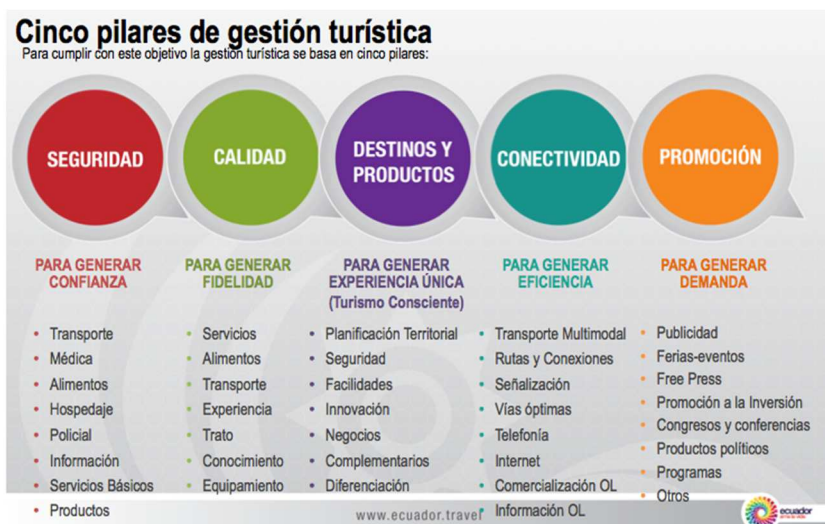 Cinco pilares de gestión turística
Para cumplir con este objetivo la gestión turística se basa en cinco pilares:
SEGURIDAD
PARA GENERAR
CONFIANZA
• Transporte
• Médica
• Alimentos
• Hospedaje
• Policial
• Información
• Servicios Básicos
• Productos
CALIDAD
PARA GENERAR
FIDELIDAD
• Servicios
• Alimentos
• Transporte
• Experiencia
• Trato
• Conocimiento
• Equipamiento
DESTINOS Y
PRODUCTOS
PARA GENERAR
EXPERIENCIA ÚNICA
(Turismo Consciente)
• Planificación Territorial
• Seguridad
• Facilidades
• Innovación
• Negocios
• Complementarios
• Diferenciación
CONECTIVIDAD
PARA GENERAR
EFICIENCIA
• Transporte Multimodal
• Rutas y Conexiones
• Señalización
• Vías óptimas
• Telefonía
• Internet
• Comercialización OL
• Información OL
PROMOCIÓN
PARA GENERAR
DEMANDA
• Publicidad
• Ferias-eventos
• Free Press
• Promoción a la Inversión
• Congresos y conferencias
• Productos políticos
• Programas
• Otros
www.ecuador.travel
ecuador